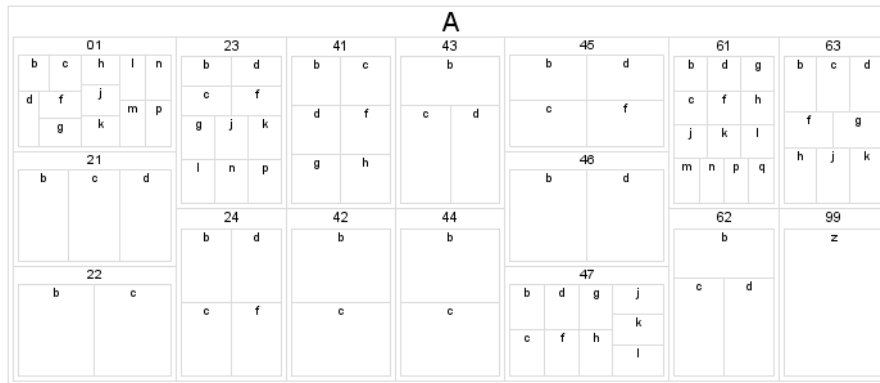 A
01
b c h l n
d f j m p
g k
21
b c d
22
b c
23
b d
c f
g j k
l n p
24
b d
c f
41
b c
d f
g h
42
b
c
43
b
c d
44
b
c
45
b d
c f
46
b d
47
b d g j
k
c f h
l
61
b d g
c f h
j k l
m n p q
62
b
c d
63
b c d
f g
h j k
99
z